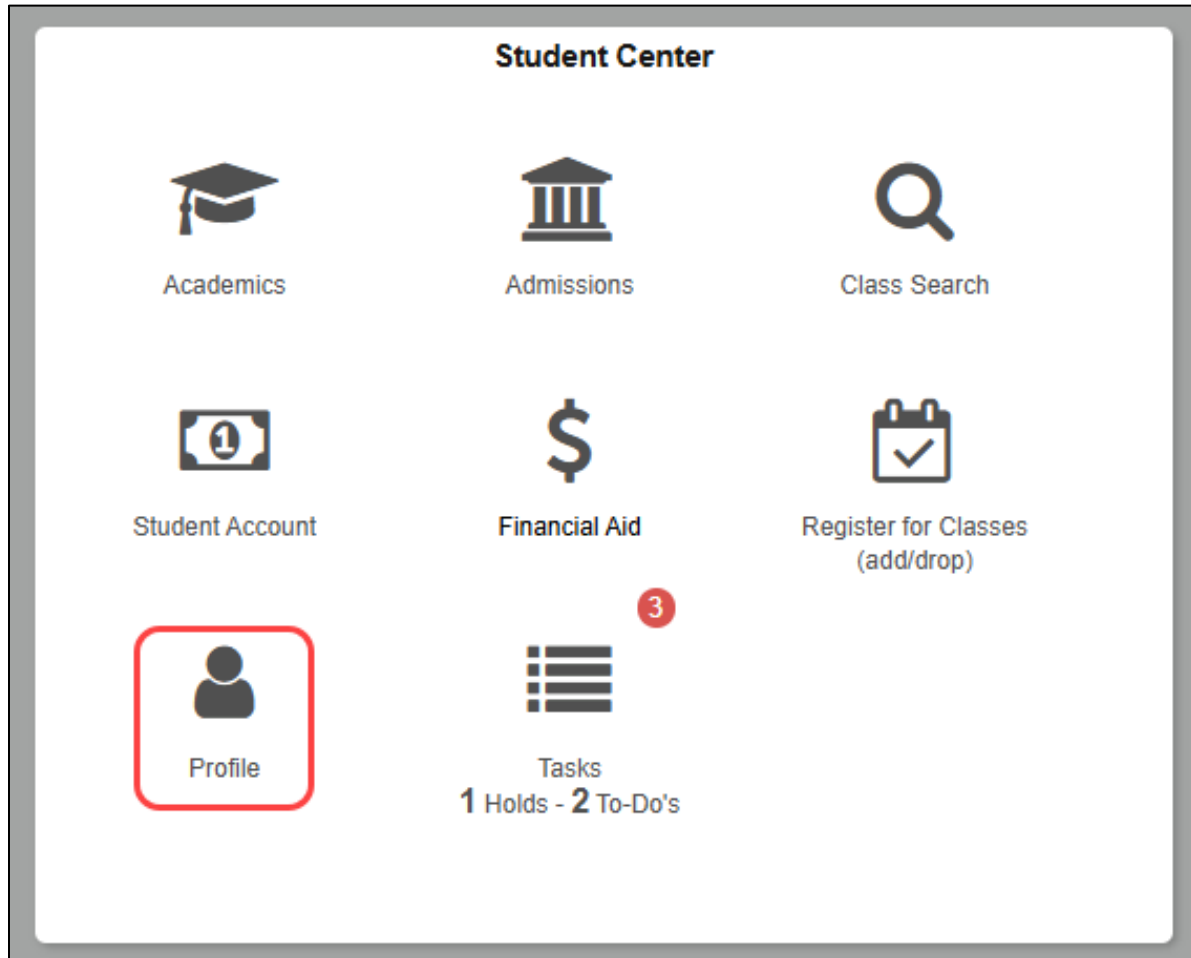 Student Center
Academics
Admissions
Class Search
1
Student Account
$
Financial Aid
Register for Classes
(add/drop)
3
Profile
Tasks
1 Holds - 2 To-Do's